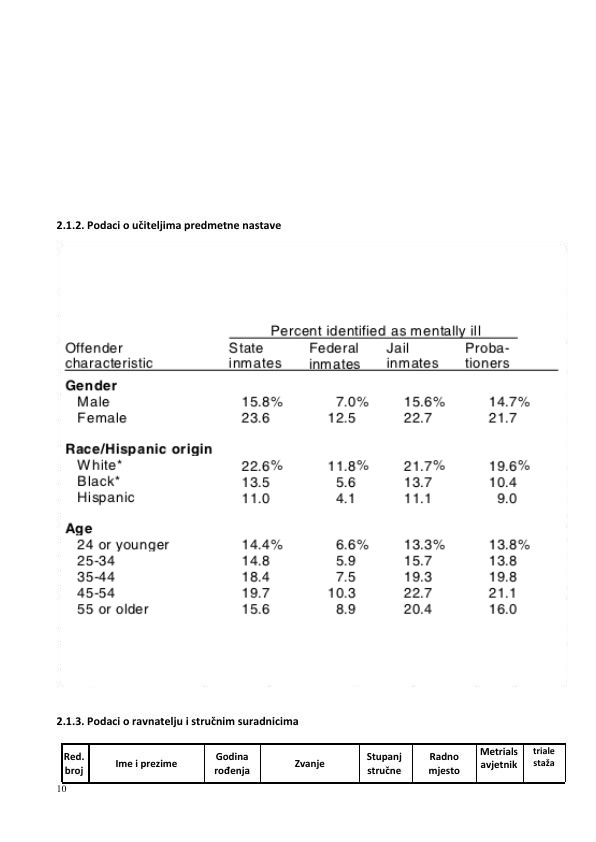 2.1.2. Podaci o učiteljima predmetne nastave
Percent identified as mentally ill
Offender State Federal Jail Proba-
characteristic inmates inmates inmates tioners
Gender
Male 15.8% 7.0% 15.6% 14.7%
Female 23.6 12.5 22.7 21.7
Race/Hispanic origin
White* 22.6% 11.8% 21.7% 19.6%
Black* 13.5 5.6 13.7 10.4
Hispanic 11.0 4.1 11.1 9.0
Age
24 or younger 14.4% 6.6% 13.3% 13.8%
25-34 14.8 5.9 15.7 13.8
35-44 18.4 7.5 19.3 19.8
45-54 19.7 10.3 22.7 21.1
55 or older 15.6 8.9 20.4 16.0
2.1.3. Podaci o ravnatelju i stručnim suradnicima
Red. Ime i prezime Godina Zvanje Stupanj Radno Metrials triale
broj rođenja stručne mjesto avjetnik staža
10